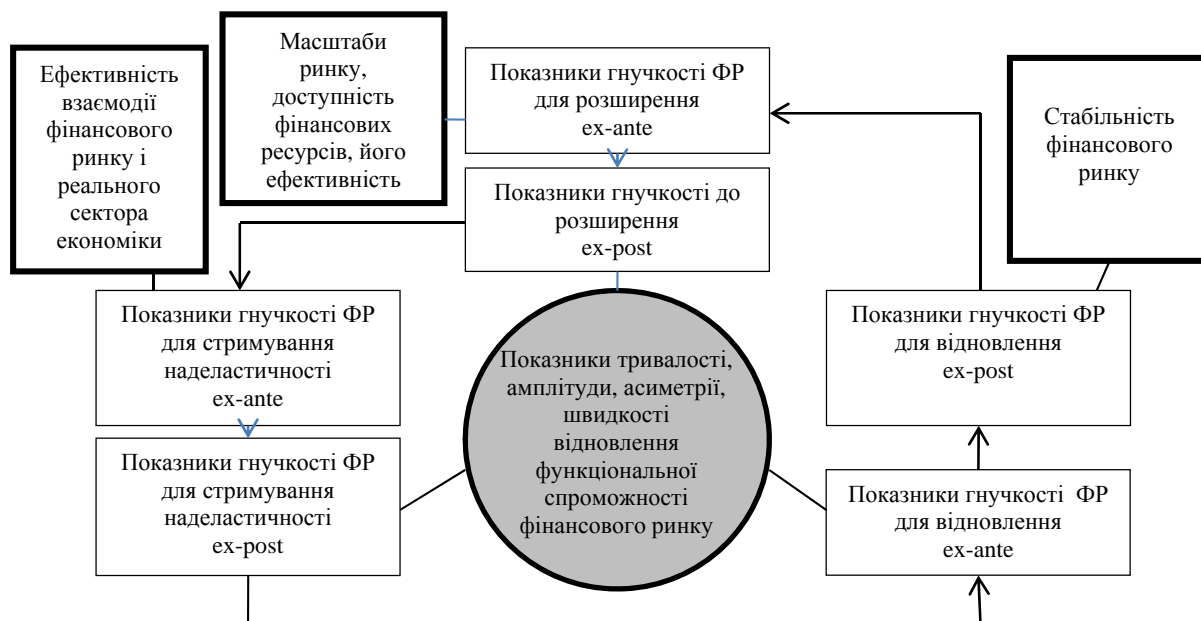 Ефективність
взаємодії
фінансового
ринку і
реального
сектора
економіки
Масштаби
ринку,
доступність
фінансових
ресурсів, його
ефективність
Показники гнучкості ФР
для розширення
ex-ante
Показники гнучкості до
розширення
ex-post
Стабільність
фінансового
ринку
Показники гнучкості ФР
для стримування
наделастичності
ex-ante
Показники гнучкості ФР
для стримування
наделастичності
ex-post
Показники тривалості,
амплітуди, асиметрії,
швидкості
відновлення
функціональної
спроможності
фінансового ринку
Показники гнучкості ФР
для відновлення
ex-post
Показники гнучкості ФР
для відновлення
ex-ante